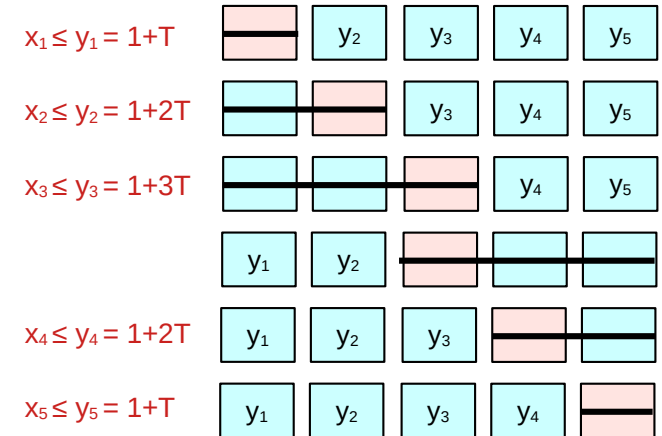 x₁ ≤ y₁ = 1+T y₂ y₃ y₄ y₅
x₂ ≤ y₂ = 1+2T y₃ y₄ y₅
x₃ ≤ y₃ = 1+3T y₄ y₅
y₁ y₂
x₄ ≤ y₄ = 1+2T y₁ y₂ y₃
x₅ ≤ y₅ = 1+T y₁ y₂ y₃ y₄